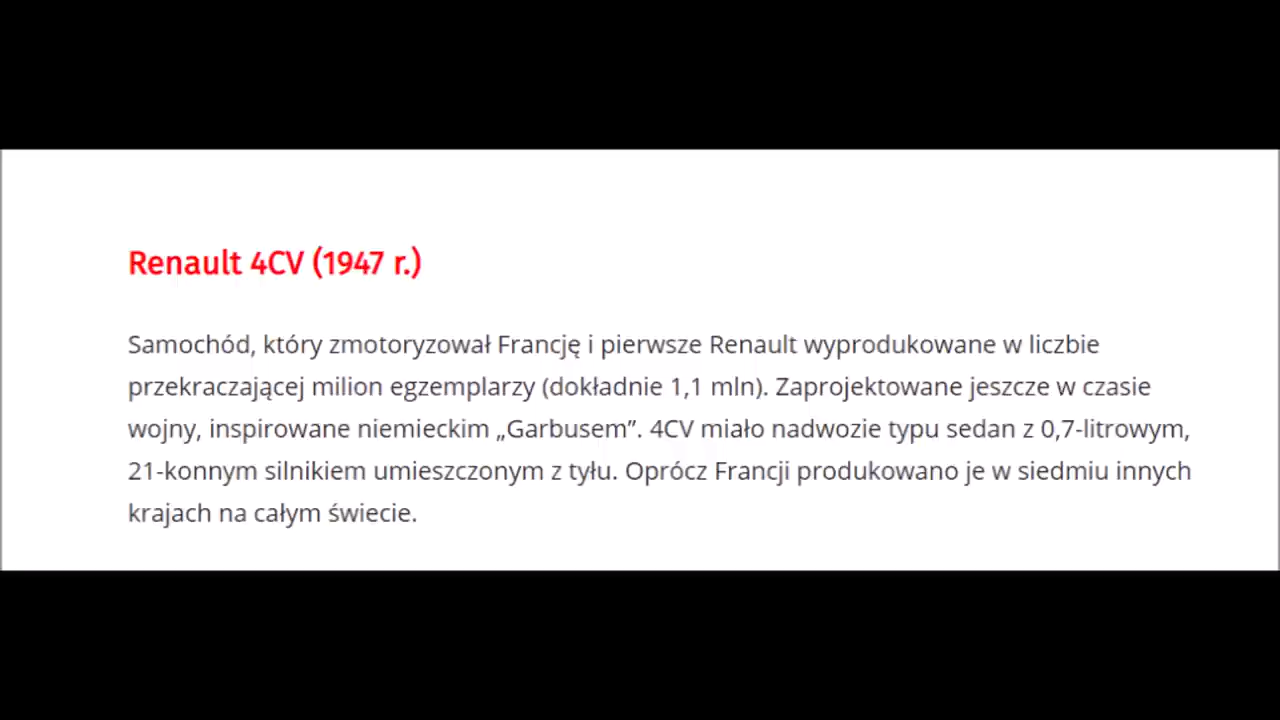 Renault 4CV (1947 r.)
Samochód, który zmotoryzował Francję i pierwsze Renault wyprodukowane w liczbie
przekraczającej milion egzemplarzy (dokładnie 1,1 mln). Zaprojektowane jeszcze w czasie
wojny, inspirowane niemieckim „Garbusem”. 4CV miało nadwozie typu sedan z 0,7-litrowym,
21-konnym silnikiem umieszczonym z tyłu. Oprócz Francji produkowano je w siedmiu innych
krajach na całym świecie.